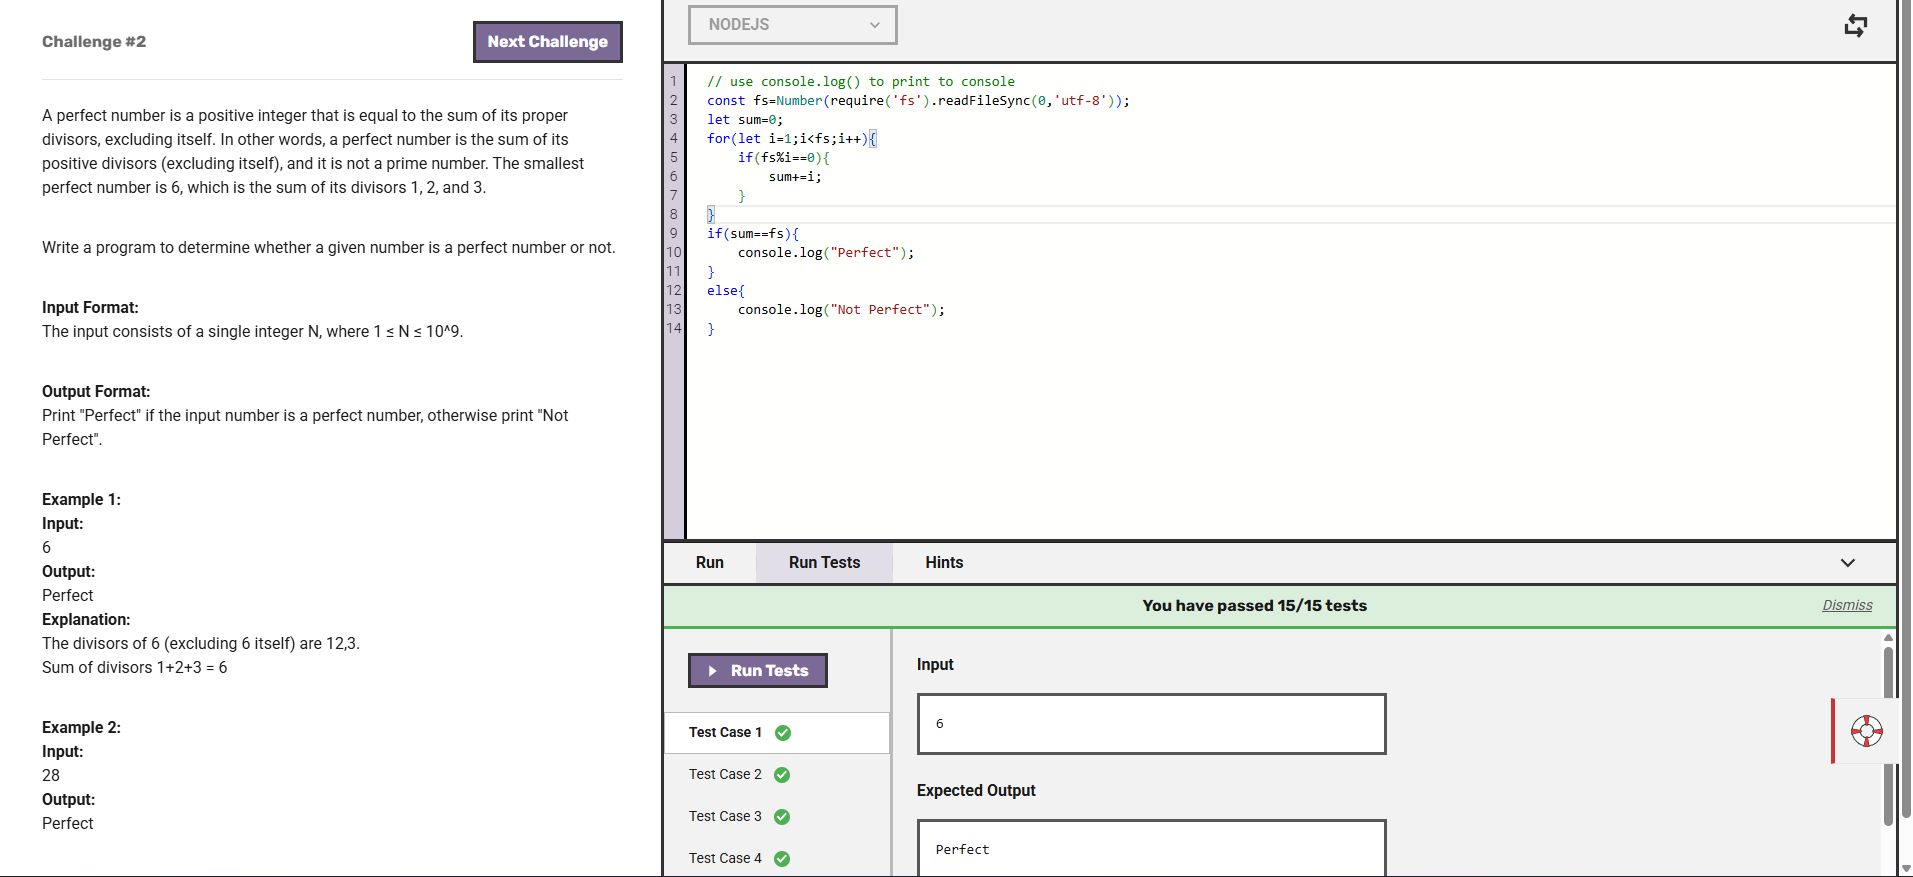 Challenge #2
Next Challenge
A perfect number is a positive integer that is equal to the sum of its proper
divisors, excluding itself. In other words, a perfect number is the sum of its
positive divisors (excluding itself), and it is not a prime number. The smallest
perfect number is 6, which is the sum of its divisors 1, 2, and 3.
Write a program to determine whether a given number is a perfect number or not.
Input Format:
The input consists of a single integer N, where 1 ≤ N ≤ 10^9.
Output Format:
Print "Perfect" if the input number is a perfect number, otherwise print "Not
Perfect".
Example 1:
Input:
6
Output:
Perfect
Explanation:
The divisors of 6 (excluding 6 itself) are 12,3.
Sum of divisors 1+2+3 = 6
Example 2:
Input:
28
Output:
Perfect
NODEJS
1 // use console.log() to print to console
2 const fs=Number(require('fs').readFileSync(0,'utf-8'));
3 let sum=0;
4 for(let i=1;i<fs;i++){
5 if(fs%i==0){
6 sum+=i;
7 }
8 }
9 if(sum==fs){
10 console.log("Perfect");
11 }
12 else{
13 console.log("Not Perfect");
14 }
Run
Run Tests
Hints
You have passed 15/15 tests
Dismiss
Run Tests
Test Case 1
Test Case 2
Test Case 3
Test Case 4
Input
6
Expected Output
Perfect